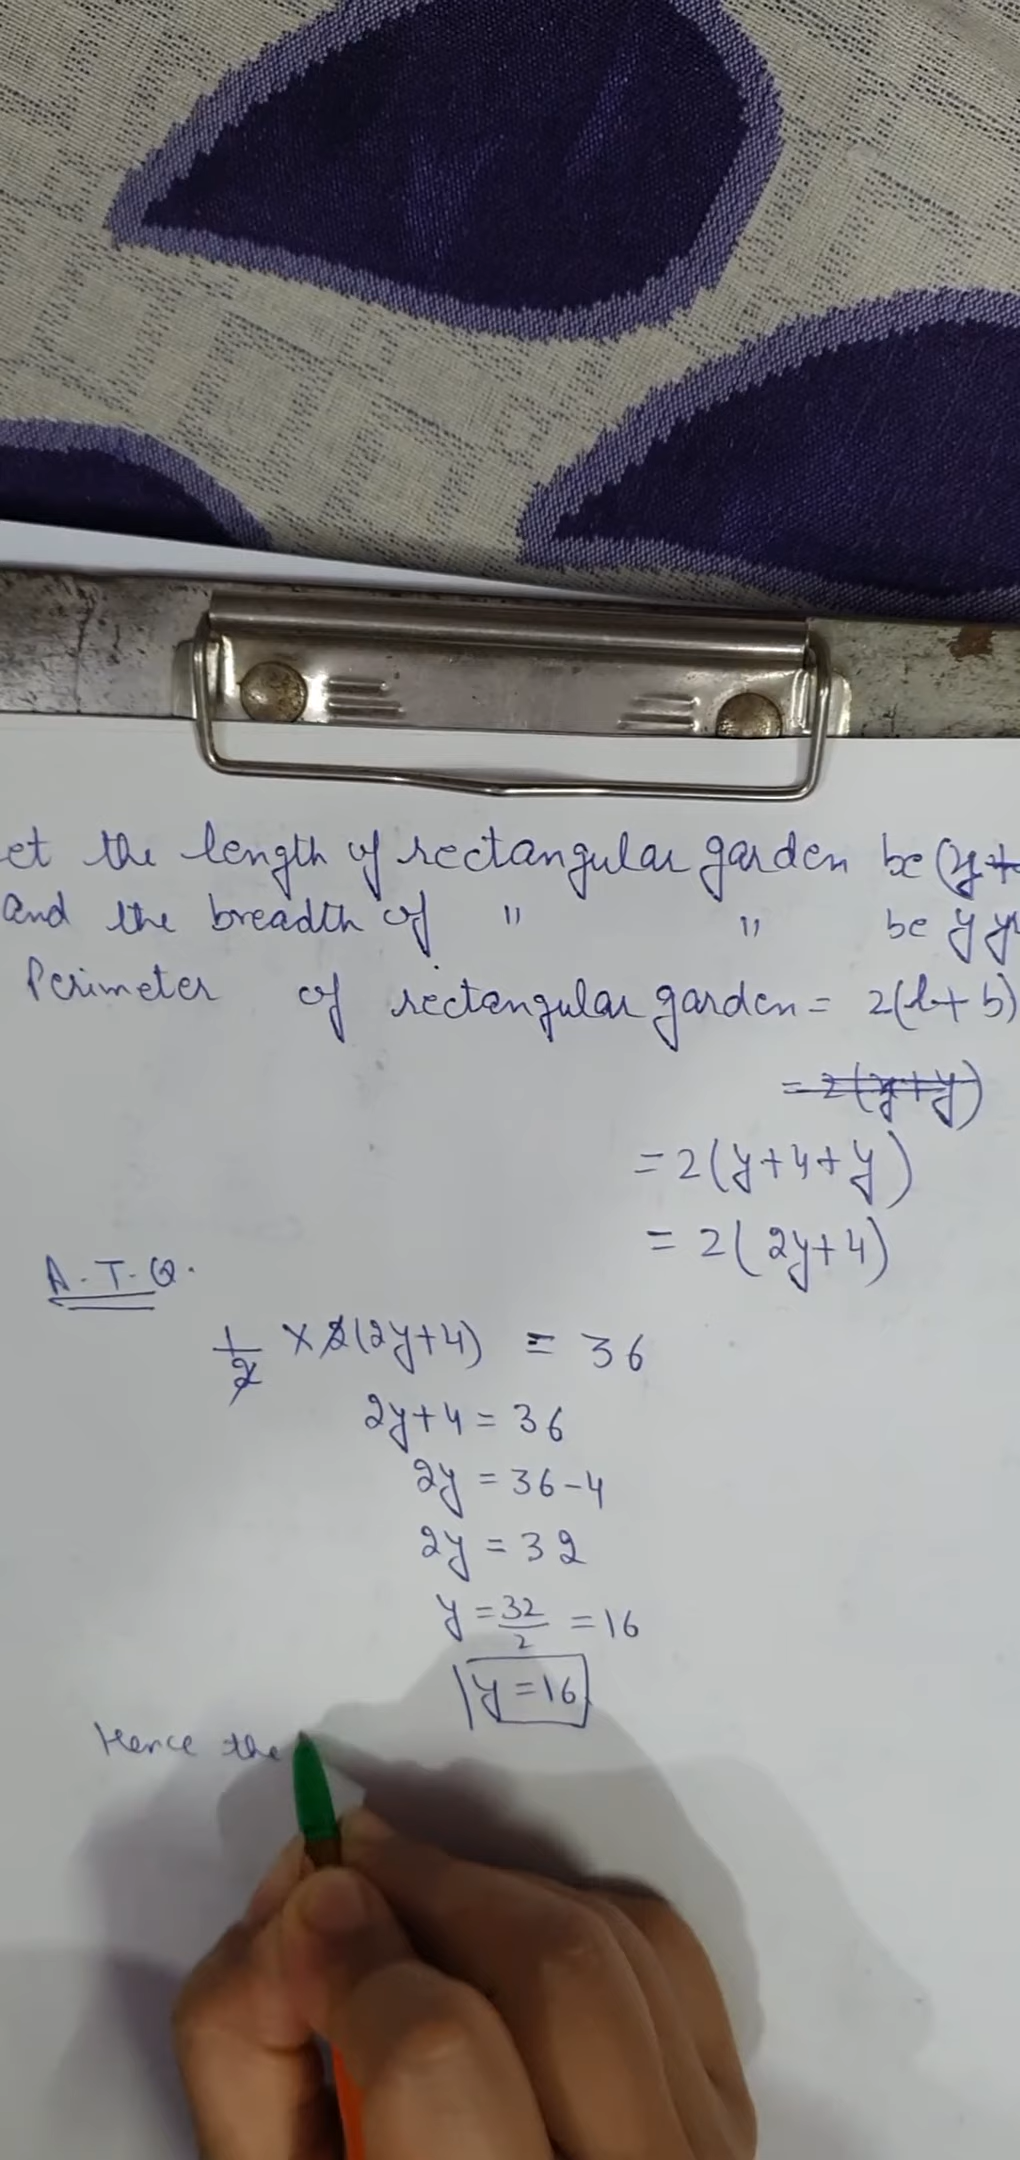 et the length of rectangular garden be (y+
and the breadth of " " be y
Perimeter of rectangular garden = 2(l+b)
= 2(y+y)
= 2(y+4+y)
= 2(2y+4)
A.T.Q.
1/2 × 2(2y+4) = 36
2y+4 = 36
2y = 36-4
2y = 32
y = 32/2 = 16
y = 16
Hence the